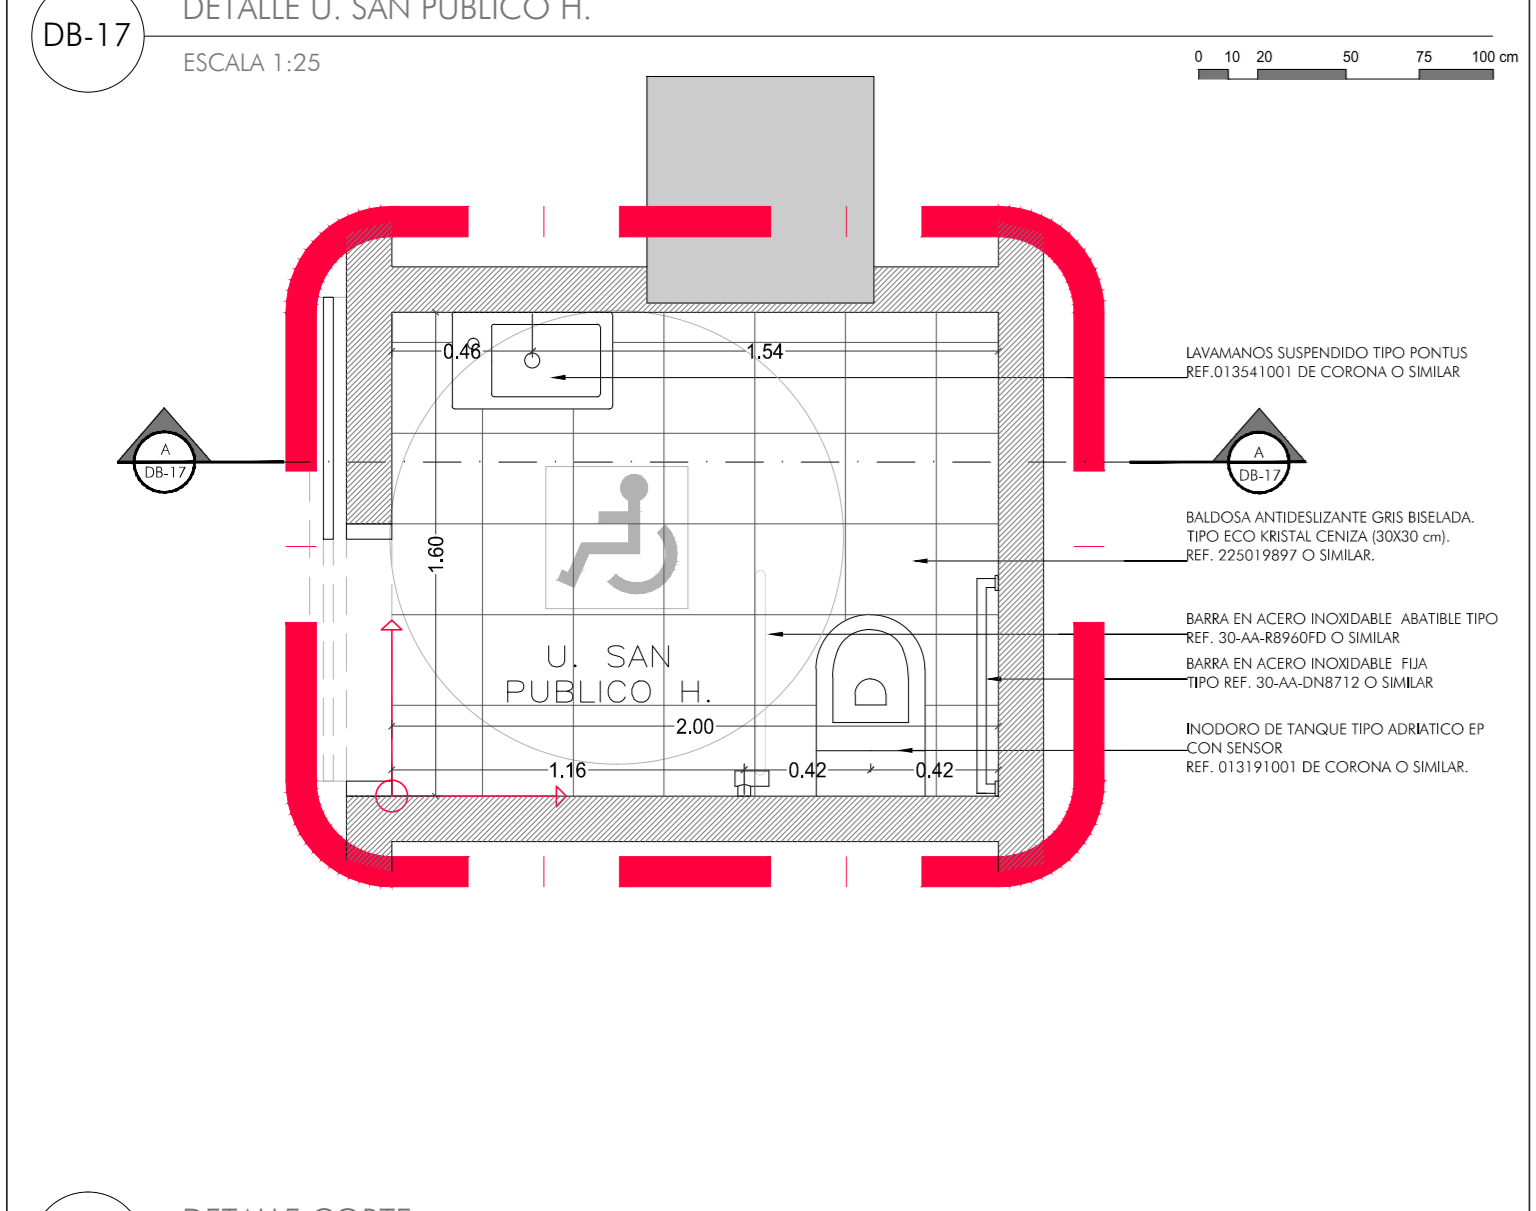 DB-17
DETALLE U. SAN PUBLICO H.
ESCALA 1:25
0 10 20 50 75 100 cm
0.46 1.54
LAVAMANOS SUSPENDIDO TIPO PONTUS
REF.013541001 DE CORONA O SIMILAR
A
DB-17
A
DB-17
1.60
BALDOSA ANTIDESLIZANTE GRIS BISELADA.
TIPO ECO KRISTAL CENIZA (30X30 cm).
REF. 225019897 O SIMILAR.
BARRA EN ACERO INOXIDABLE ABATIBLE TIPO
REF. 30-AA-R8960FD O SIMILAR
BARRA EN ACERO INOXIDABLE FIJA
TIPO REF. 30-AA-DN8712 O SIMILAR
U. SAN
PUBLICO H.
2.00
1.16 0.42 0.42
INODORO DE TANQUE TIPO ADRIATICO EP
CON SENSOR
REF. 013191001 DE CORONA O SIMILAR.
DETALLE CORTE